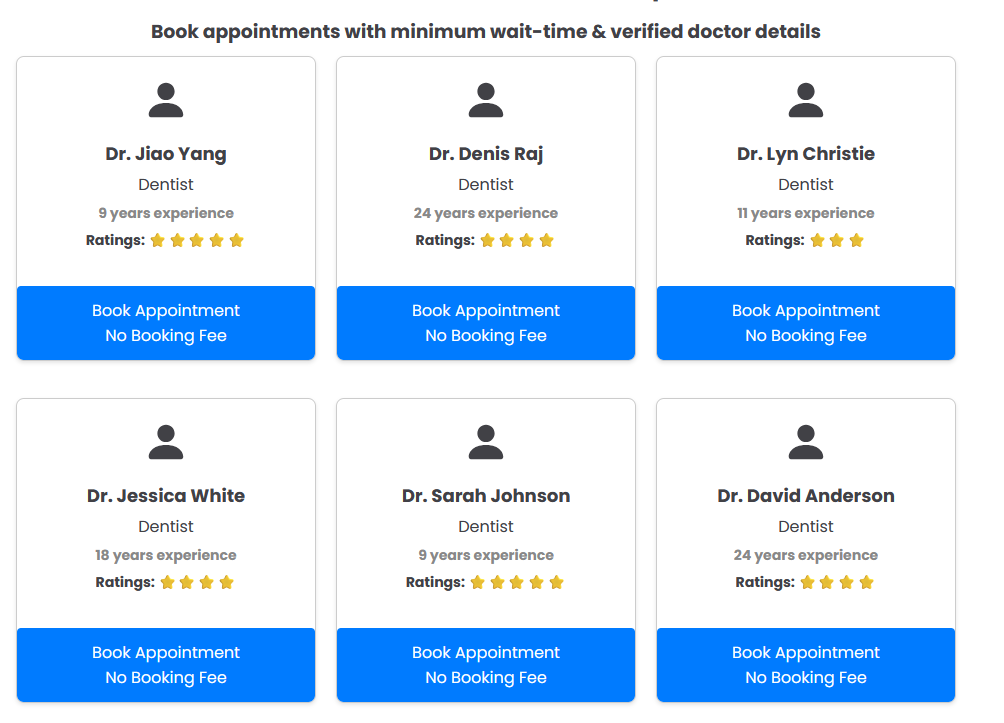 Book appointments with minimum wait-time & verified doctor details
Dr. Jiao Yang
Dentist
9 years experience
Ratings:
Book Appointment
No Booking Fee
Dr. Denis Raj
Dentist
24 years experience
Ratings:
Book Appointment
No Booking Fee
Dr. Lyn Christie
Dentist
11 years experience
Ratings:
Book Appointment
No Booking Fee
Dr. Jessica White
Dentist
18 years experience
Ratings:
Book Appointment
No Booking Fee
Dr. Sarah Johnson
Dentist
9 years experience
Ratings:
Book Appointment
No Booking Fee
Dr. David Anderson
Dentist
24 years experience
Ratings:
Book Appointment
No Booking Fee